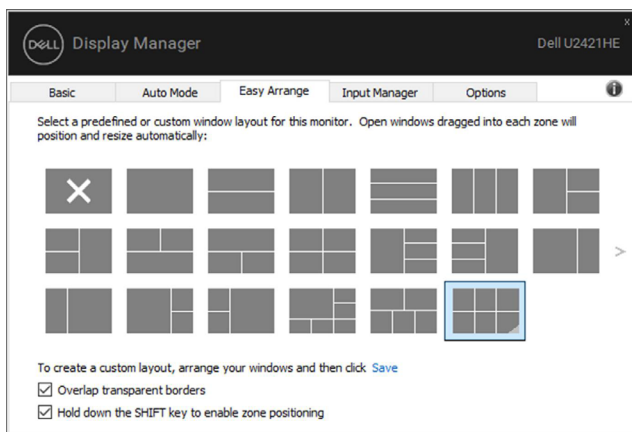 x
DELL Display Manager Dell U2421HE
Basic Auto Mode Easy Arrange Input Manager Options
Select a predefined or custom window layout for this monitor. Open windows dragged into each zone will
position and resize automatically:
To create a custom layout, arrange your windows and then click Save
Overlap transparent borders
Hold down the SHIFT key to enable zone positioning